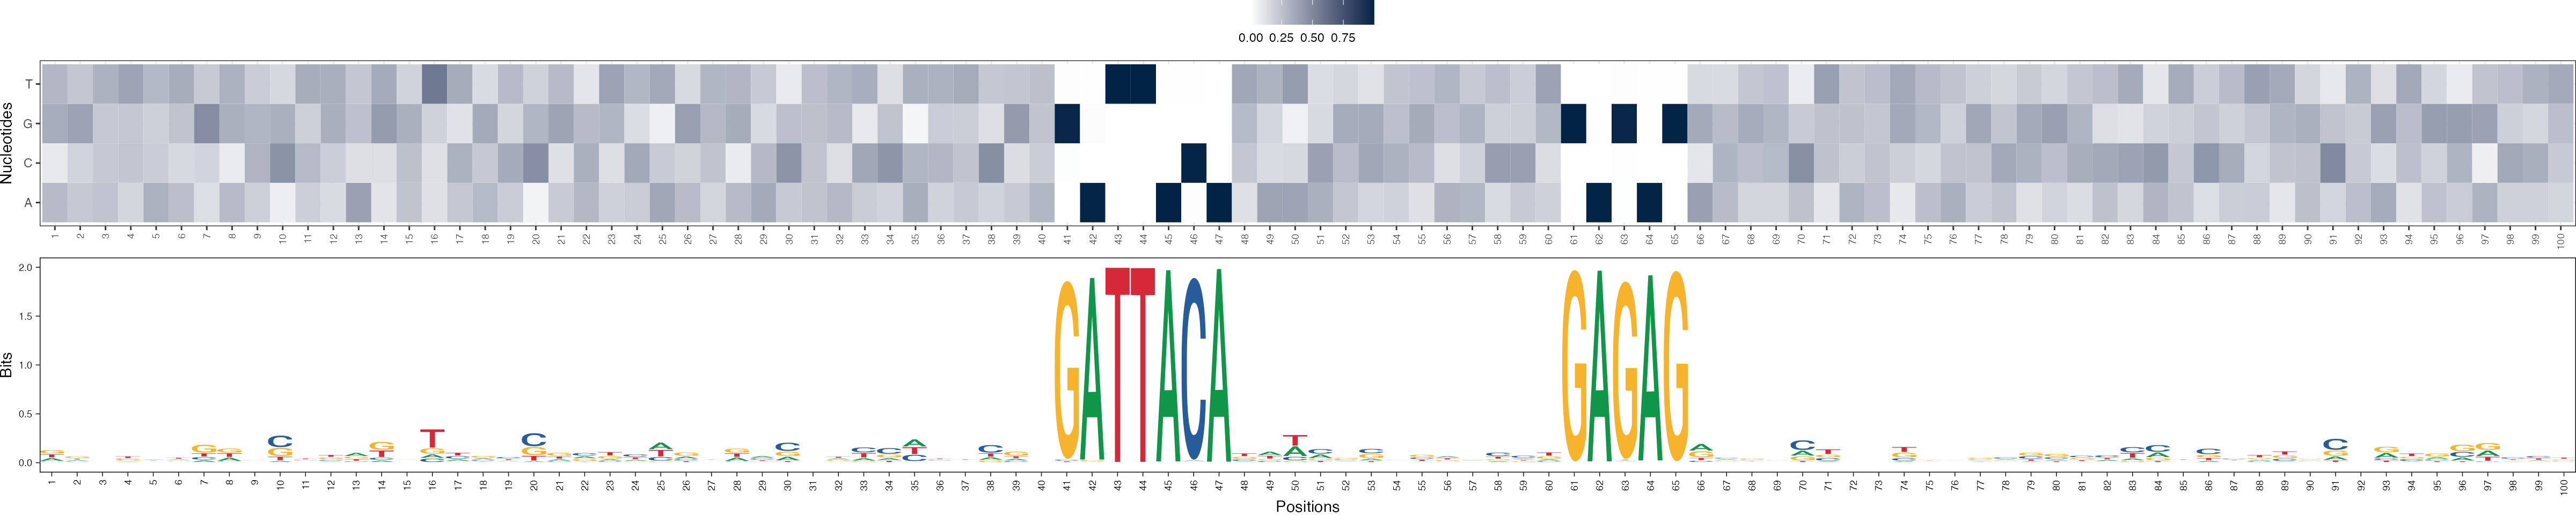 0.00 0.25 0.50 0.75
Nucleotides
T
G
C
A
1 2 3 4 5 6 7 8 9 10 11 12 13 14 15 16 17 18 19 20 21 22 23 24 25 26 27 28 29 30 31 32 33 34 35 36 37 38 39 40 41 42 43 44 45 46 47 48 49 50 51 52 53 54 55 56 57 58 59 60 61 62 63 64 65 66 67 68 69 70 71 72 73 74 75 76 77 78 79 80 81 82 83 84 85 86 87 88 89 90 91 92 93 94 95 96 97 98 99 100
Bits
2.0
1.5
1.0
0.5
0.0
GATTACA GAGAG
1 2 3 4 5 6 7 8 9 10 11 12 13 14 15 16 17 18 19 20 21 22 23 24 25 26 27 28 29 30 31 32 33 34 35 36 37 38 39 40 41 42 43 44 45 46 47 48 49 50 51 52 53 54 55 56 57 58 59 60 61 62 63 64 65 66 67 68 69 70 71 72 73 74 75 76 77 78 79 80 81 82 83 84 85 86 87 88 89 90 91 92 93 94 95 96 97 98 99 100
Positions